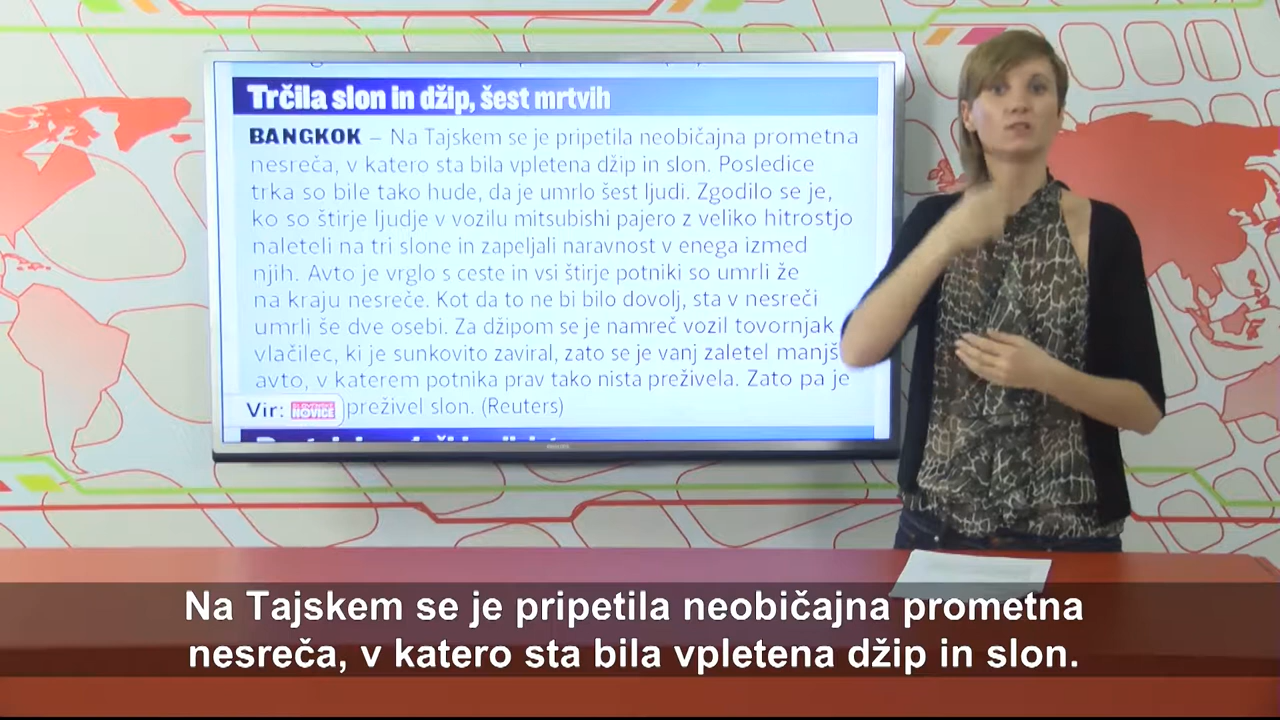 Trčila slon in džip, šest mrtvih
BANGKOK – Na Tajskem se je pripetila neobičajna prometna
nesreča, v katero sta bila vpletena džip in slon. Posledice
trka so bile tako hude, da je umrlo šest ljudi. Zgodilo se je,
ko so štirje ljudje v vozilu mitsubishi pajero z veliko hitrostjo
naleteli na tri slone in zapeljali naravnost v enega izmed
njih. Avto je vrglo s ceste in vsi štirje potniki so umrli že
na kraju nesreče. Kot da to ne bi bilo dovolj, sta v nesreči
umrli še dve osebi. Za džipom se je namreč vozil tovornjak
vlačilec, ki je sunkovito zaviral, zato se je vanj zaletel manjš
avto, v katerem potnika prav tako nista preživela. Zato pa je
preživel slon. (Reuters)
Vir: SLOVENSKE NOVICE
PHILIPS
Na Tajskem se je pripetila neobičajna prometna
nesreča, v katero sta bila vpletena džip in slon.